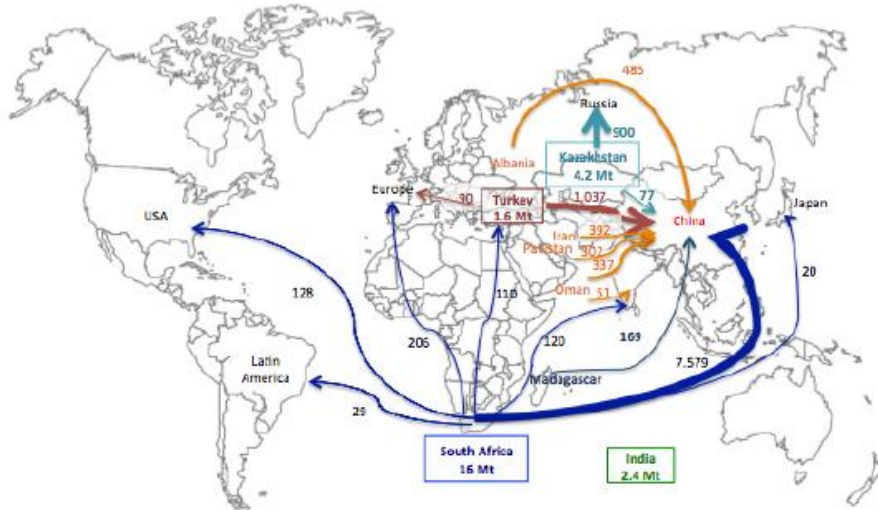 485
Russia
900
Albania
Kazakhstan
4.2 Mt
Europe
90
Turkey
1.6 Mt
1,037
77
USA
China
Japan
Iran
392
Pakistan
302
337
Oman
51
20
128
110
206
120
169
7.579
Latin
America
Madagascar
29
South Africa
16 Mt
India
2.4 Mt